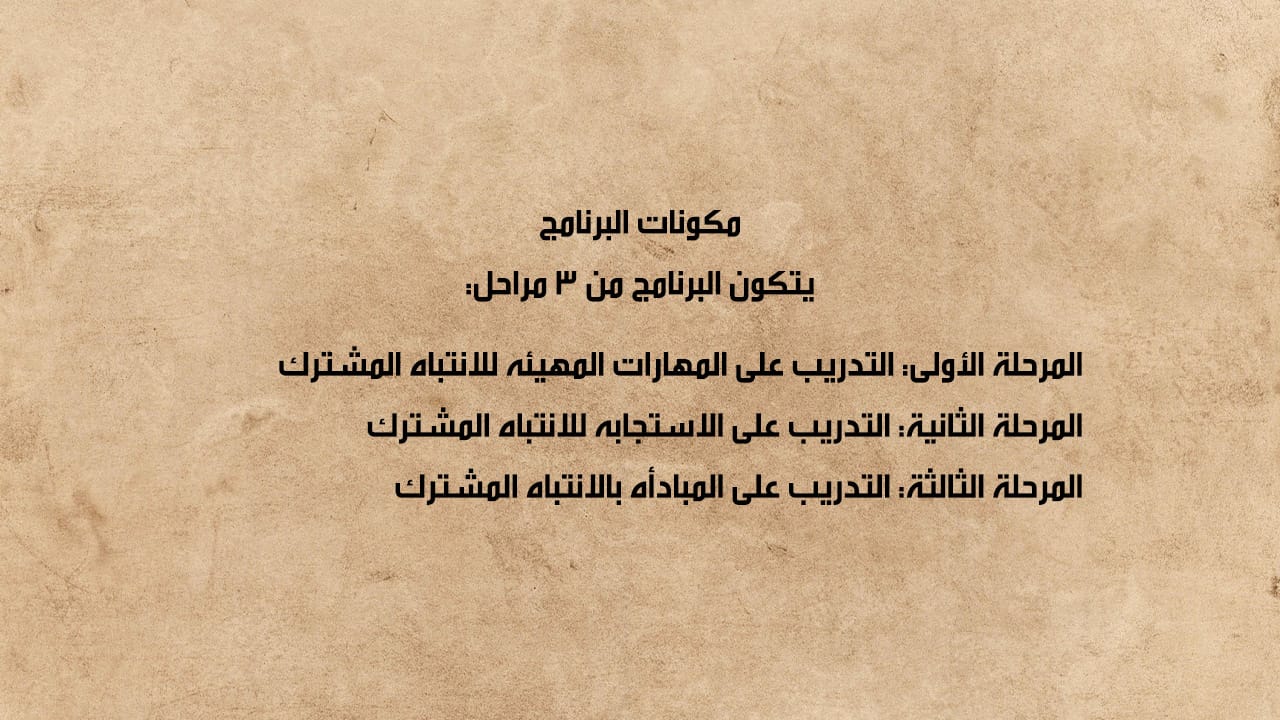 مكونات البرنامج
يتكون البرنامج من ٣ مراحل:
المرحلة الأولى: التدريب على المهارات المهيئه للانتباه المشترك
المرحلة الثانية: التدريب على الاستجابه للانتباه المشترك
المرحلة الثالثة: التدريب على المبادأه بالانتباه المشترك